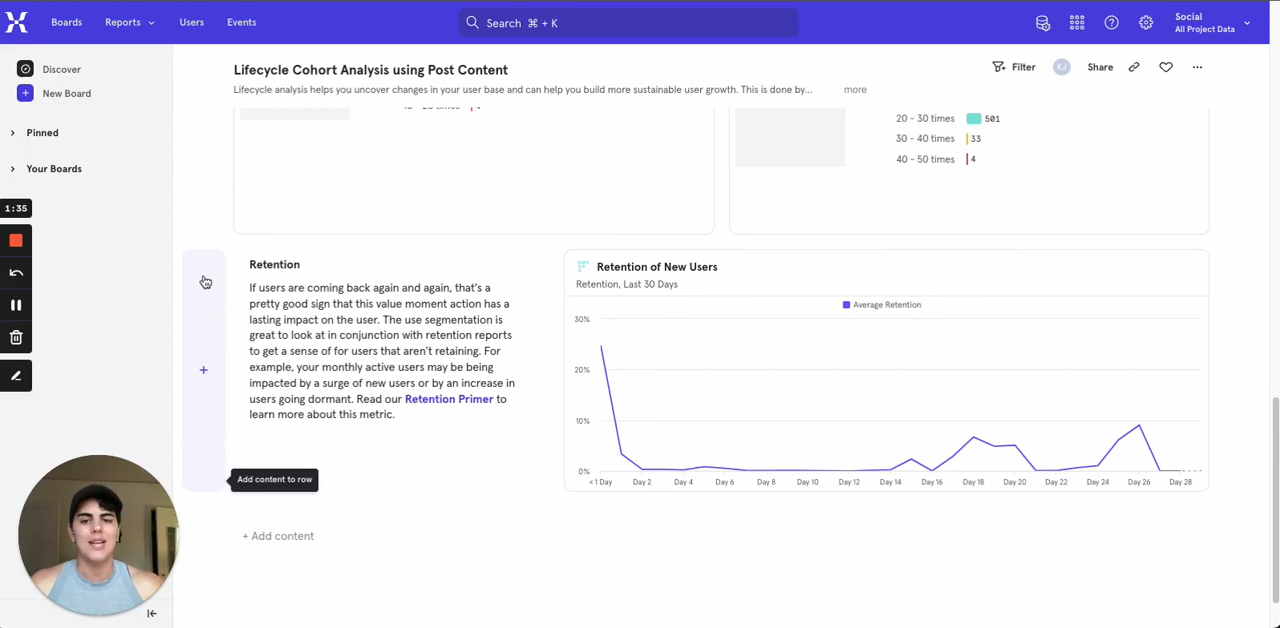 Boards Reports Users Events Search ⌘ + K Social
All Project Data
Discover
New Board
Pinned
Your Boards
1:35
Lifecycle Cohort Analysis using Post Content
Filter KJ Share
Lifecycle analysis helps you uncover changes in your user base and can help you build more sustainable user growth. This is done by... more
20 - 30 times 501
30 - 40 times 33
40 - 50 times 4
Retention
If users are coming back again and again, that's a
pretty good sign that this value moment action has a
lasting impact on the user. The use segmentation is
great to look at in conjunction with retention reports
to get a sense of for users that aren't retaining. For
example, your monthly active users may be being
impacted by a surge of new users or by an increase in
users going dormant. Read our Retention Primer to
learn more about this metric.
Add content to row
+ Add content
Retention of New Users
Retention, Last 30 Days
Average Retention
30%
20%
10%
0%
< 1 Day Day 2 Day 4 Day 6 Day 8 Day 10 Day 12 Day 14 Day 16 Day 18 Day 20 Day 22 Day 24 Day 26 Day 28